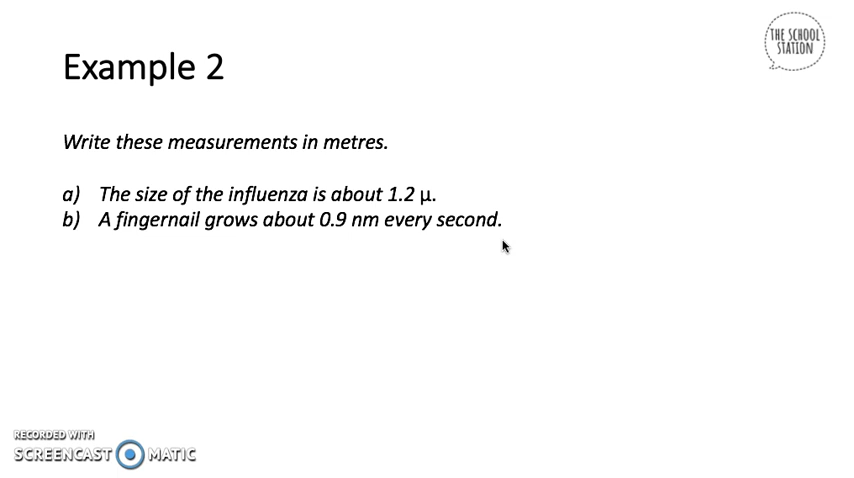 THE SCHOOL
STATION
Example 2
Write these measurements in metres.
a) The size of the influenza is about 1.2 µ.
b) A fingernail grows about 0.9 nm every second.
RECORDED WITH
SCREENCAST MATIC